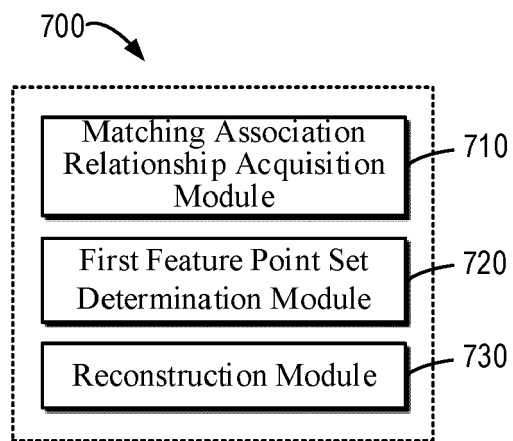 700
Matching Association
Relationship Acquisition
Module
710
First Feature Point Set
Determination Module
720
Reconstruction Module
730